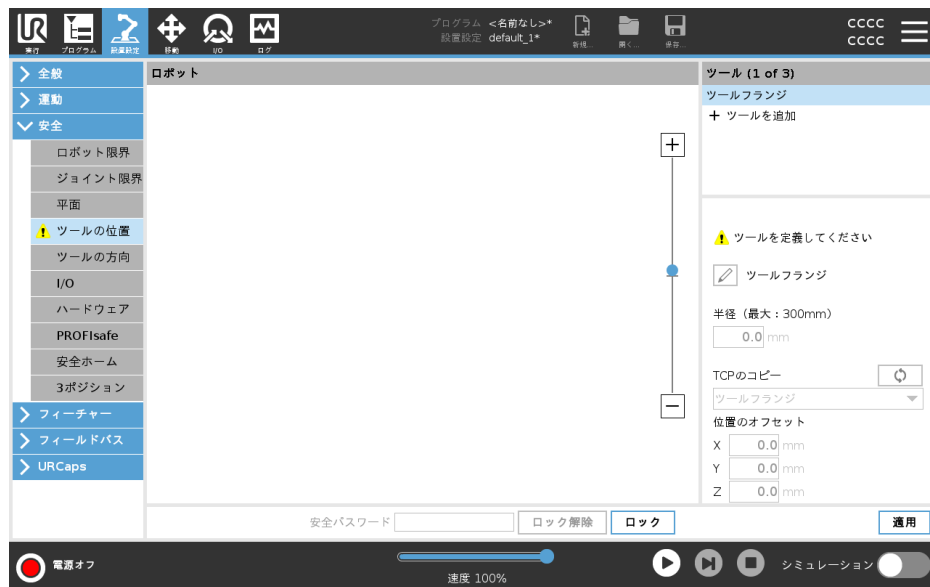 プログラム <名前なし>*
設置設定 default_1*
UR
実行
プログラム
設置設定
移動
I/O
ログ
新規...
開く...
保存...
CCCC
CCCC
全般
運動
安全
ロボット限界
ジョイント限界
平面
ツールの位置
ツールの方向
I/O
ハードウェア
PROFIsafe
安全ホーム
3ポジション
フィーチャー
フィールドバス
URCaps
ロボット
ツール (1 of 3)
ツールフランジ
ツールを追加
ツールを定義してください
ツールフランジ
半径（最大：300mm）
0.0 mm
TCPのコピー
ツールフランジ
位置のオフセット
X 0.0 mm
Y 0.0 mm
Z 0.0 mm
安全パスワード ロック解除 ロック 適用
電源オフ
速度 100%
シミュレーション